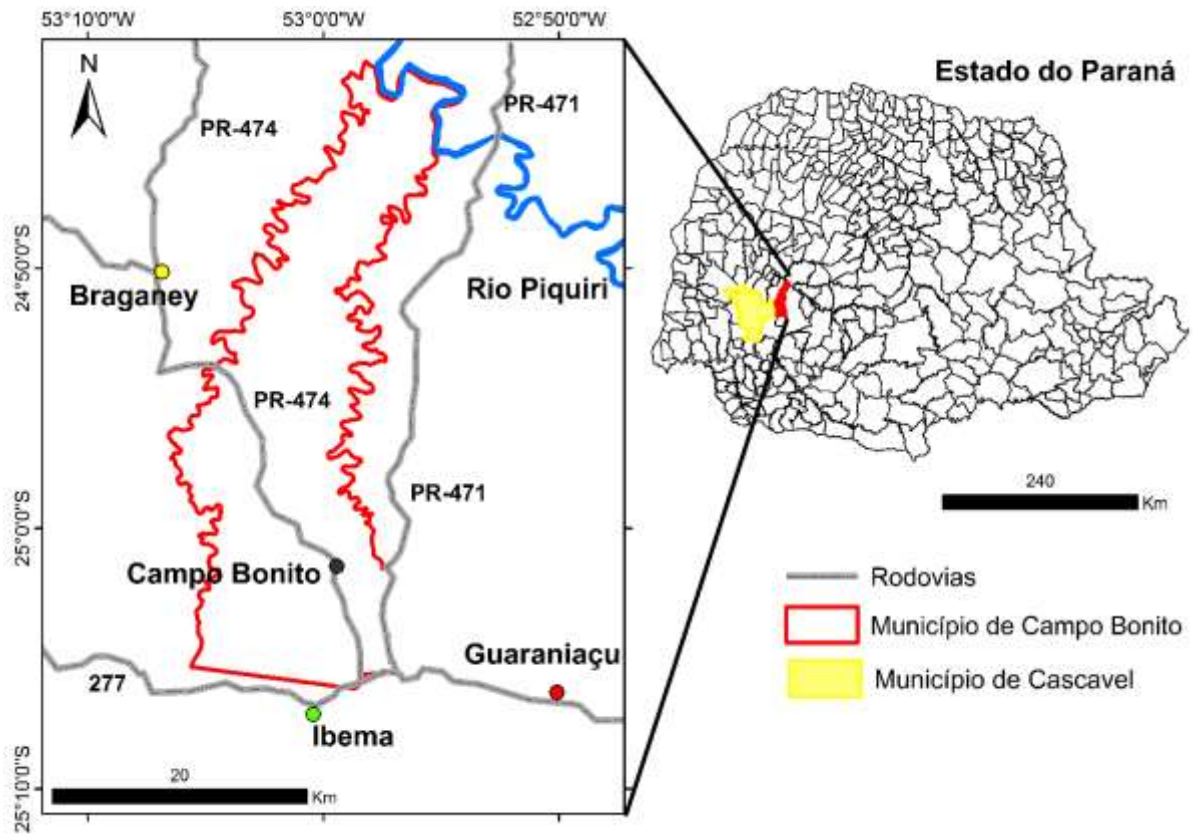 53°10'0"W
53°0'0"W
52°50'0"W
N
PR-474
PR-471
Estado do Paraná
24°50'0"S
Braganey
Rio Piquiri
PR-474
PR-471
240
Km
25°0'0"S
Campo Bonito
Rodovias
Município de Campo Bonito
Município de Cascavel
Guaraniaçu
277
Ibema
20
Km
25°10'0"S